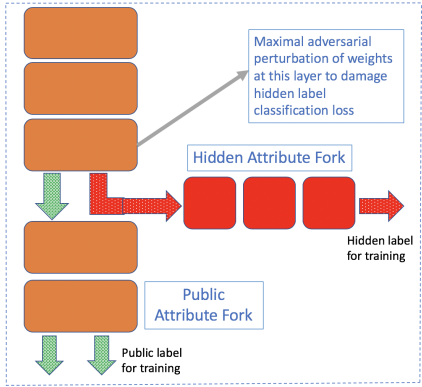 Maximal adversarial
perturbation of weights
at this layer to damage
hidden label
classification loss
Hidden Attribute Fork
Hidden label
for training
Public
Attribute Fork
Public label
for training